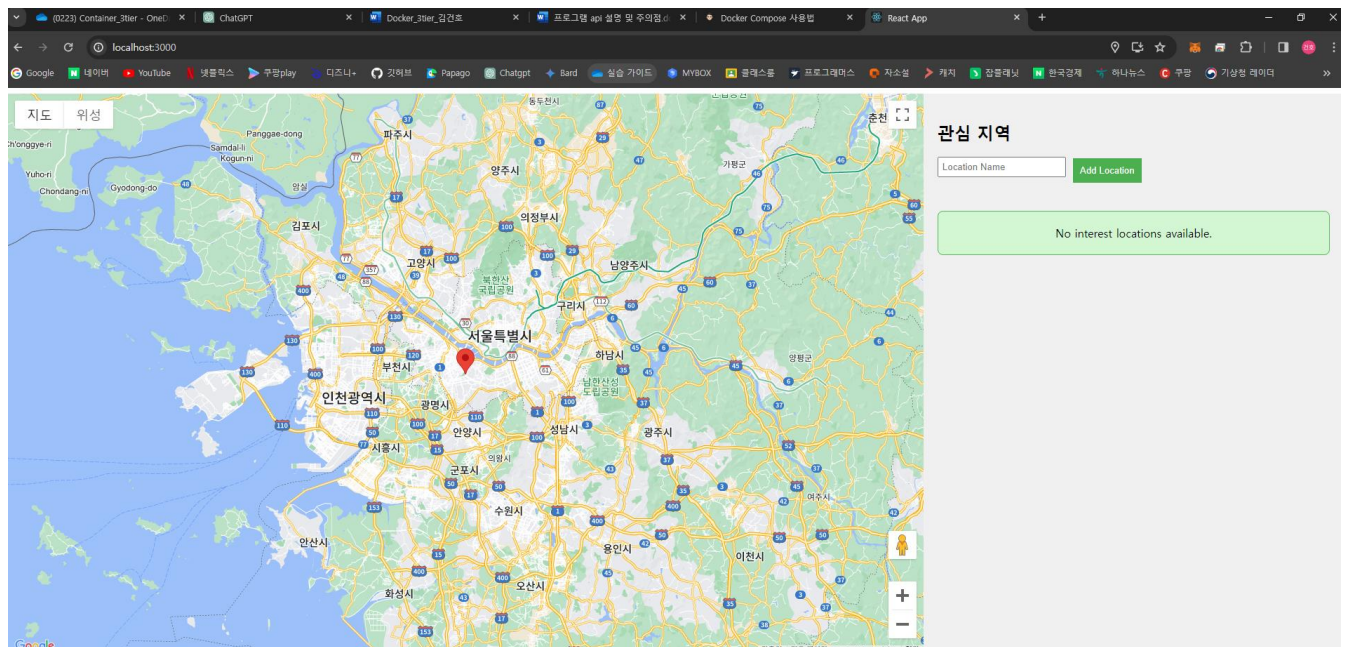 (0223) Container_3tier - OneD
ChatGPT
Docker_3tier_김건호
프로그램 api 설명 및 주의점.d
Docker Compose 사용법
React App
localhost:3000
건호
Google
네이버
YouTube
넷플릭스
쿠팡play
디즈니+
깃허브
Papago
Chatgpt
Bard
실습 가이드
MYBOX
클래스룸
프로그래머스
자소설
캐치
잡플래닛
한국경제
하나뉴스
쿠팡
기상청 레이더
지도
위성
관심 지역
Location Name
Add Location
No interest locations available.
동두천시
춘천
Panggae-dong
Samdal-li
Kogun-ni
파주시
양주시
가평군
Yuho-ri
Chondang-ni
Gyodong-do
의정부시
김포시
고양시
남양주시
북한산
국립공원
구리시
서울특별시
하남시
양평군
부천시
남한산성
도립공원
인천광역시
광명시
안양시
성남시
광주시
시흥시
의왕시
군포시
여주시
수원시
안산시
용인시
이천시
오산시
화성시
Google